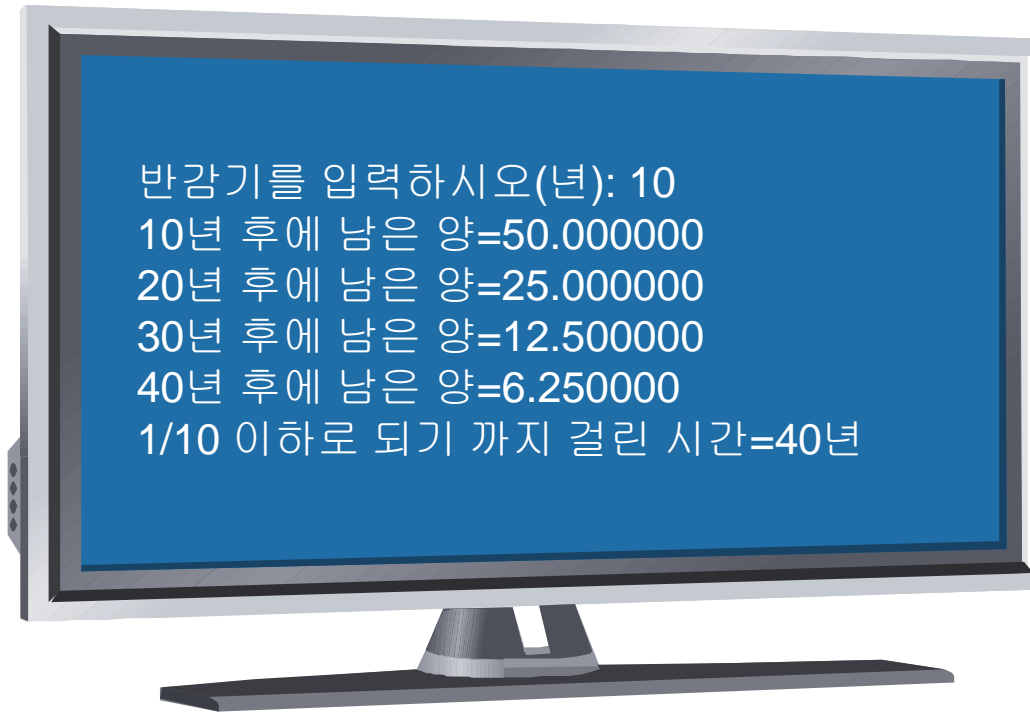 반감기를 입력하시오(년): 10
10년 후에 남은 양=50.000000
20년 후에 남은 양=25.000000
30년 후에 남은 양=12.500000
40년 후에 남은 양=6.250000
1/10 이하로 되기 까지 걸린 시간=40년